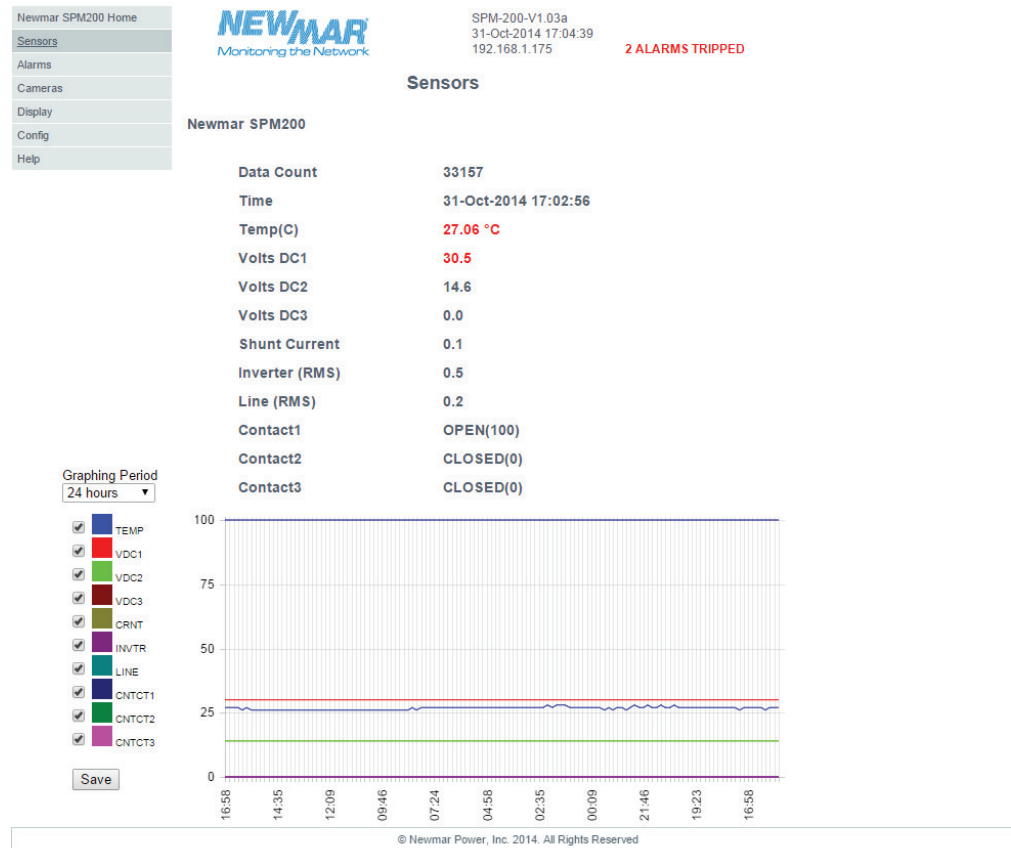 Newmar SPM200 Home
Sensors
Alarms
Cameras
Display
Config
Help
NEWMAR
Monitoring the Network
SPM-200-V1.03a
31-Oct-2014 17:04:39
192.168.1.175
2 ALARMS TRIPPED
Sensors
Newmar SPM200
Data Count 33157
Time 31-Oct-2014 17:02:56
Temp(C) 27.06 °C
Volts DC1 30.5
Volts DC2 14.6
Volts DC3 0.0
Shunt Current 0.1
Inverter (RMS) 0.5
Line (RMS) 0.2
Contact1 OPEN(100)
Contact2 CLOSED(0)
Contact3 CLOSED(0)
Graphing Period
24 hours
TEMP
VDC1
VDC2
VDC3
CRNT
INVTR
LINE
CNTCT1
CNTCT2
CNTCT3
Save
100
75
50
25
0
16:58
14:35
12:09
09:46
07:24
04:58
02:35
00:09
21:46
19:23
16:58
© Newmar Power, Inc. 2014. All Rights Reserved